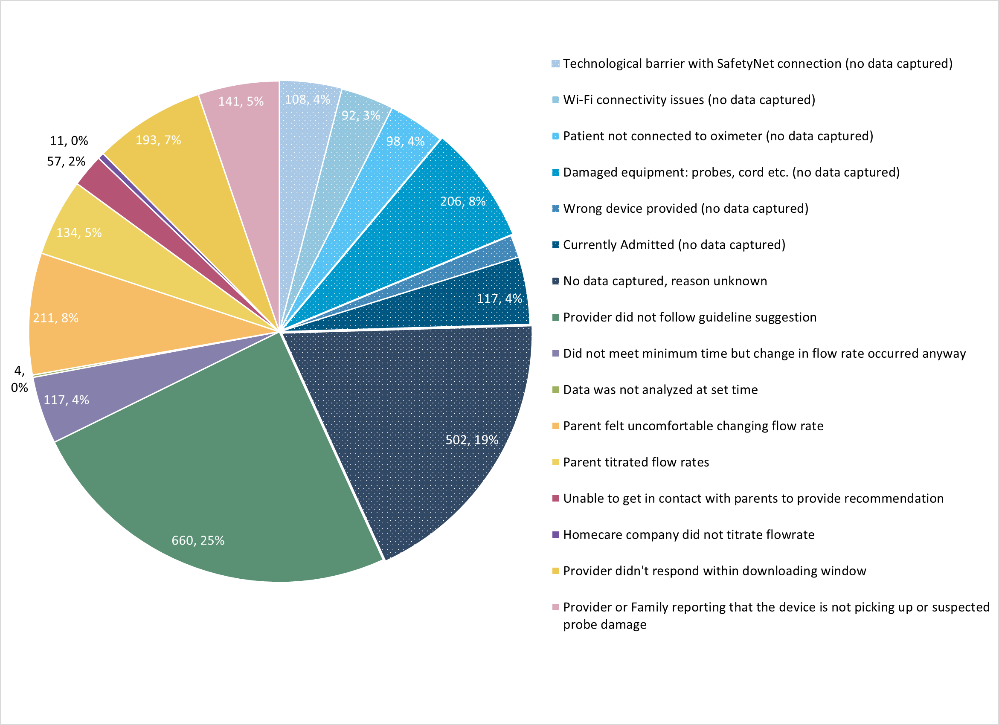 141, 5%
108, 4%
92, 3%
11, 0%
193, 7%
98, 4%
57, 2%
206, 8%
134, 5%
117, 4%
211, 8%
4,
0%
117, 4%
502, 19%
660, 25%
Technological barrier with SafetyNet connection (no data captured)
Wi-Fi connectivity issues (no data captured)
Patient not connected to oximeter (no data captured)
Damaged equipment: probes, cord etc. (no data captured)
Wrong device provided (no data captured)
Currently Admitted (no data captured)
No data captured, reason unknown
Provider did not follow guideline suggestion
Did not meet minimum time but change in flow rate occurred anyway
Data was not analyzed at set time
Parent felt uncomfortable changing flow rate
Parent titrated flow rates
Unable to get in contact with parents to provide recommendation
Homecare company did not titrate flowrate
Provider didn't respond within downloading window
Provider or Family reporting that the device is not picking up or suspected
probe damage